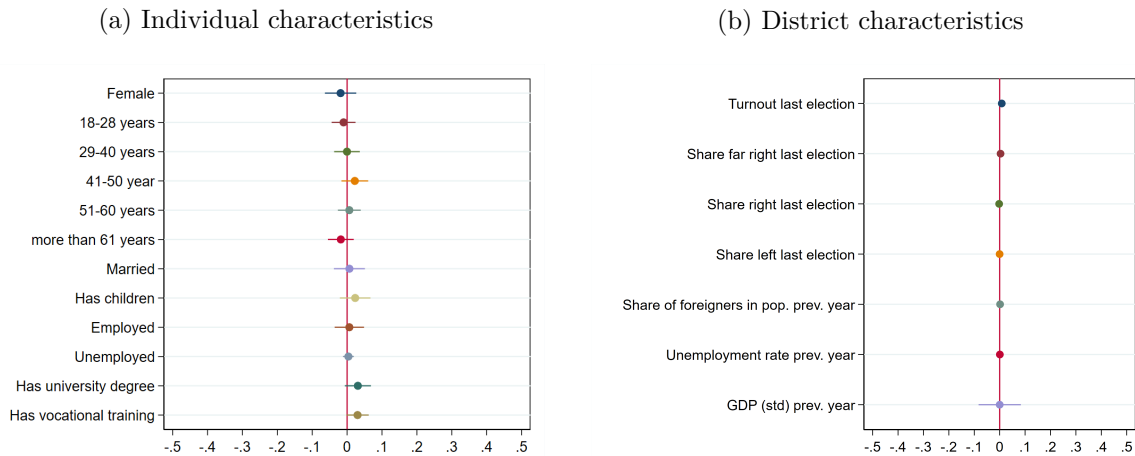 (a) Individual characteristics
Female
18-28 years
29-40 years
41-50 year
51-60 years
more than 61 years
Married
Has children
Employed
Unemployed
Has university degree
Has vocational training
-.5 -.4 -.3 -.2 -.1 0 .1 .2 .3 .4 .5
(b) District characteristics
Turnout last election
Share far right last election
Share right last election
Share left last election
Share of foreigners in pop. prev. year
Unemployment rate prev. year
GDP (std) prev. year
-.5 -.4 -.3 -.2 -.1 0 .1 .2 .3 .4 .5